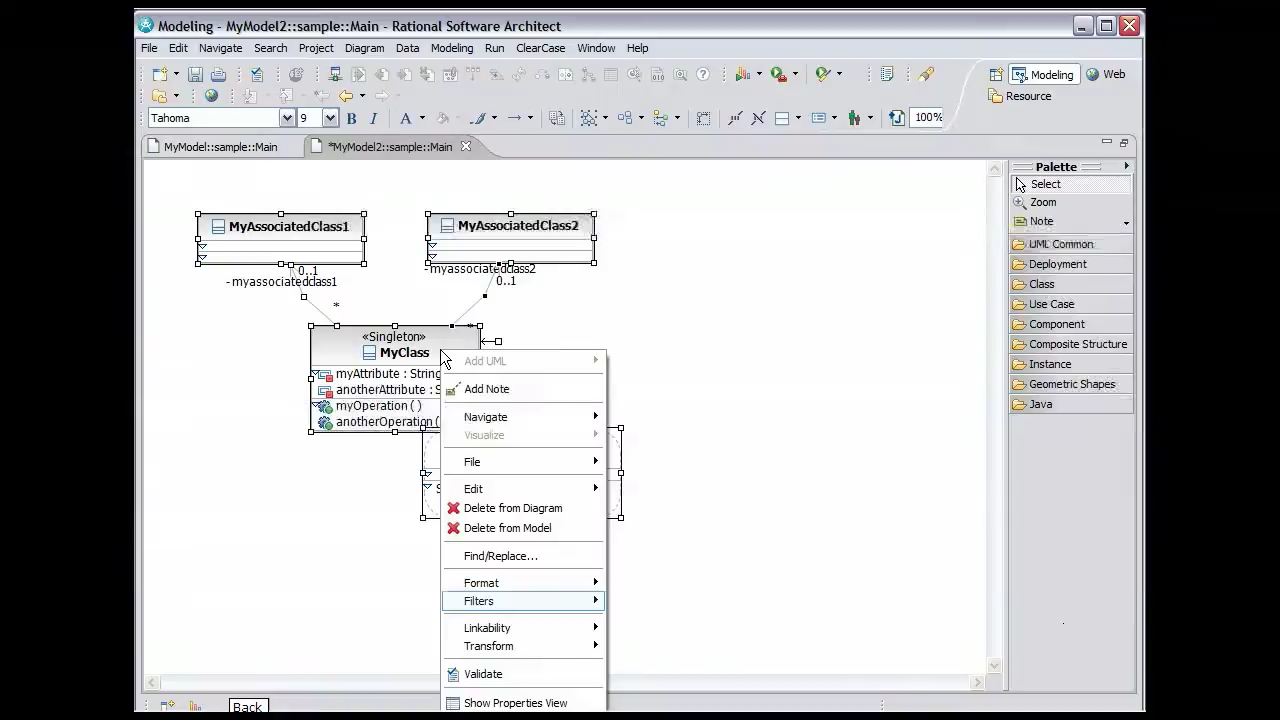 Modeling - MyModel2::sample::Main - Rational Software Architect
File Edit Navigate Search Project Diagram Data Modeling Run ClearCase Window Help
Modeling Web
Resource
Tahoma 9 B I A 100%
MyModel::sample::Main *MyModel2::sample::Main
Palette
Select
Zoom
Note
UML Common
Deployment
Class
Use Case
Component
Composite Structure
Instance
Geometric Shapes
Java
MyAssociatedClass1 MyAssociatedClass2
0..1
- myassociatedclass1
- myassociatedclass2
0..1
*
*
«Singleton»
MyClass
myAttribute : String
anotherAttribute : S
myOperation ( )
anotherOperation (
S
Add UML
Add Note
Navigate
Visualize
File
Edit
Delete from Diagram
Delete from Model
Find/Replace...
Format
Filters
Linkability
Transform
Validate
Show Properties View
Back